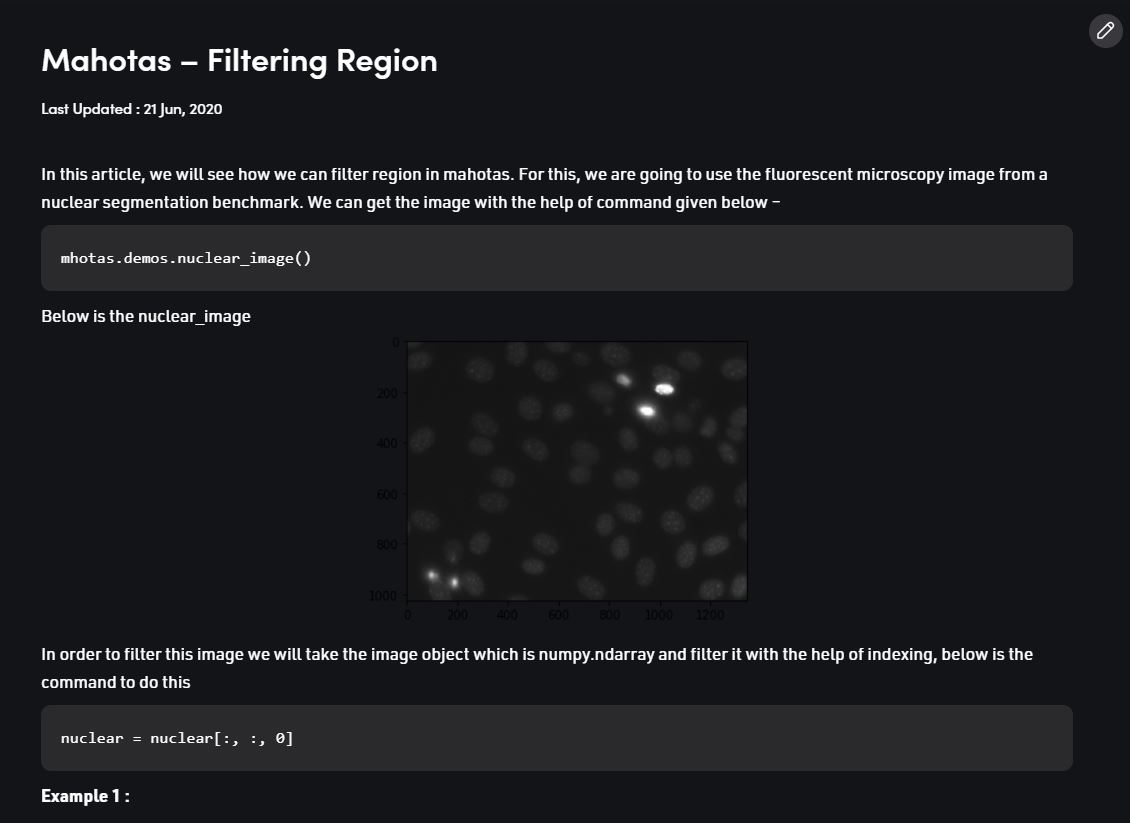 Mahotas – Filtering Region
Last Updated : 21 Jun, 2020
In this article, we will see how we can filter region in mahotas. For this, we are going to use the fluorescent microscopy image from a
nuclear segmentation benchmark. We can get the image with the help of command given below –
mhotas.demos.nuclear_image()
Below is the nuclear_image
0
200
400
600
800
1000
0 200 400 600 800 1000 1200
In order to filter this image we will take the image object which is numpy.ndarray and filter it with the help of indexing, below is the
command to do this
nuclear = nuclear[:, :, 0]
Example 1 :